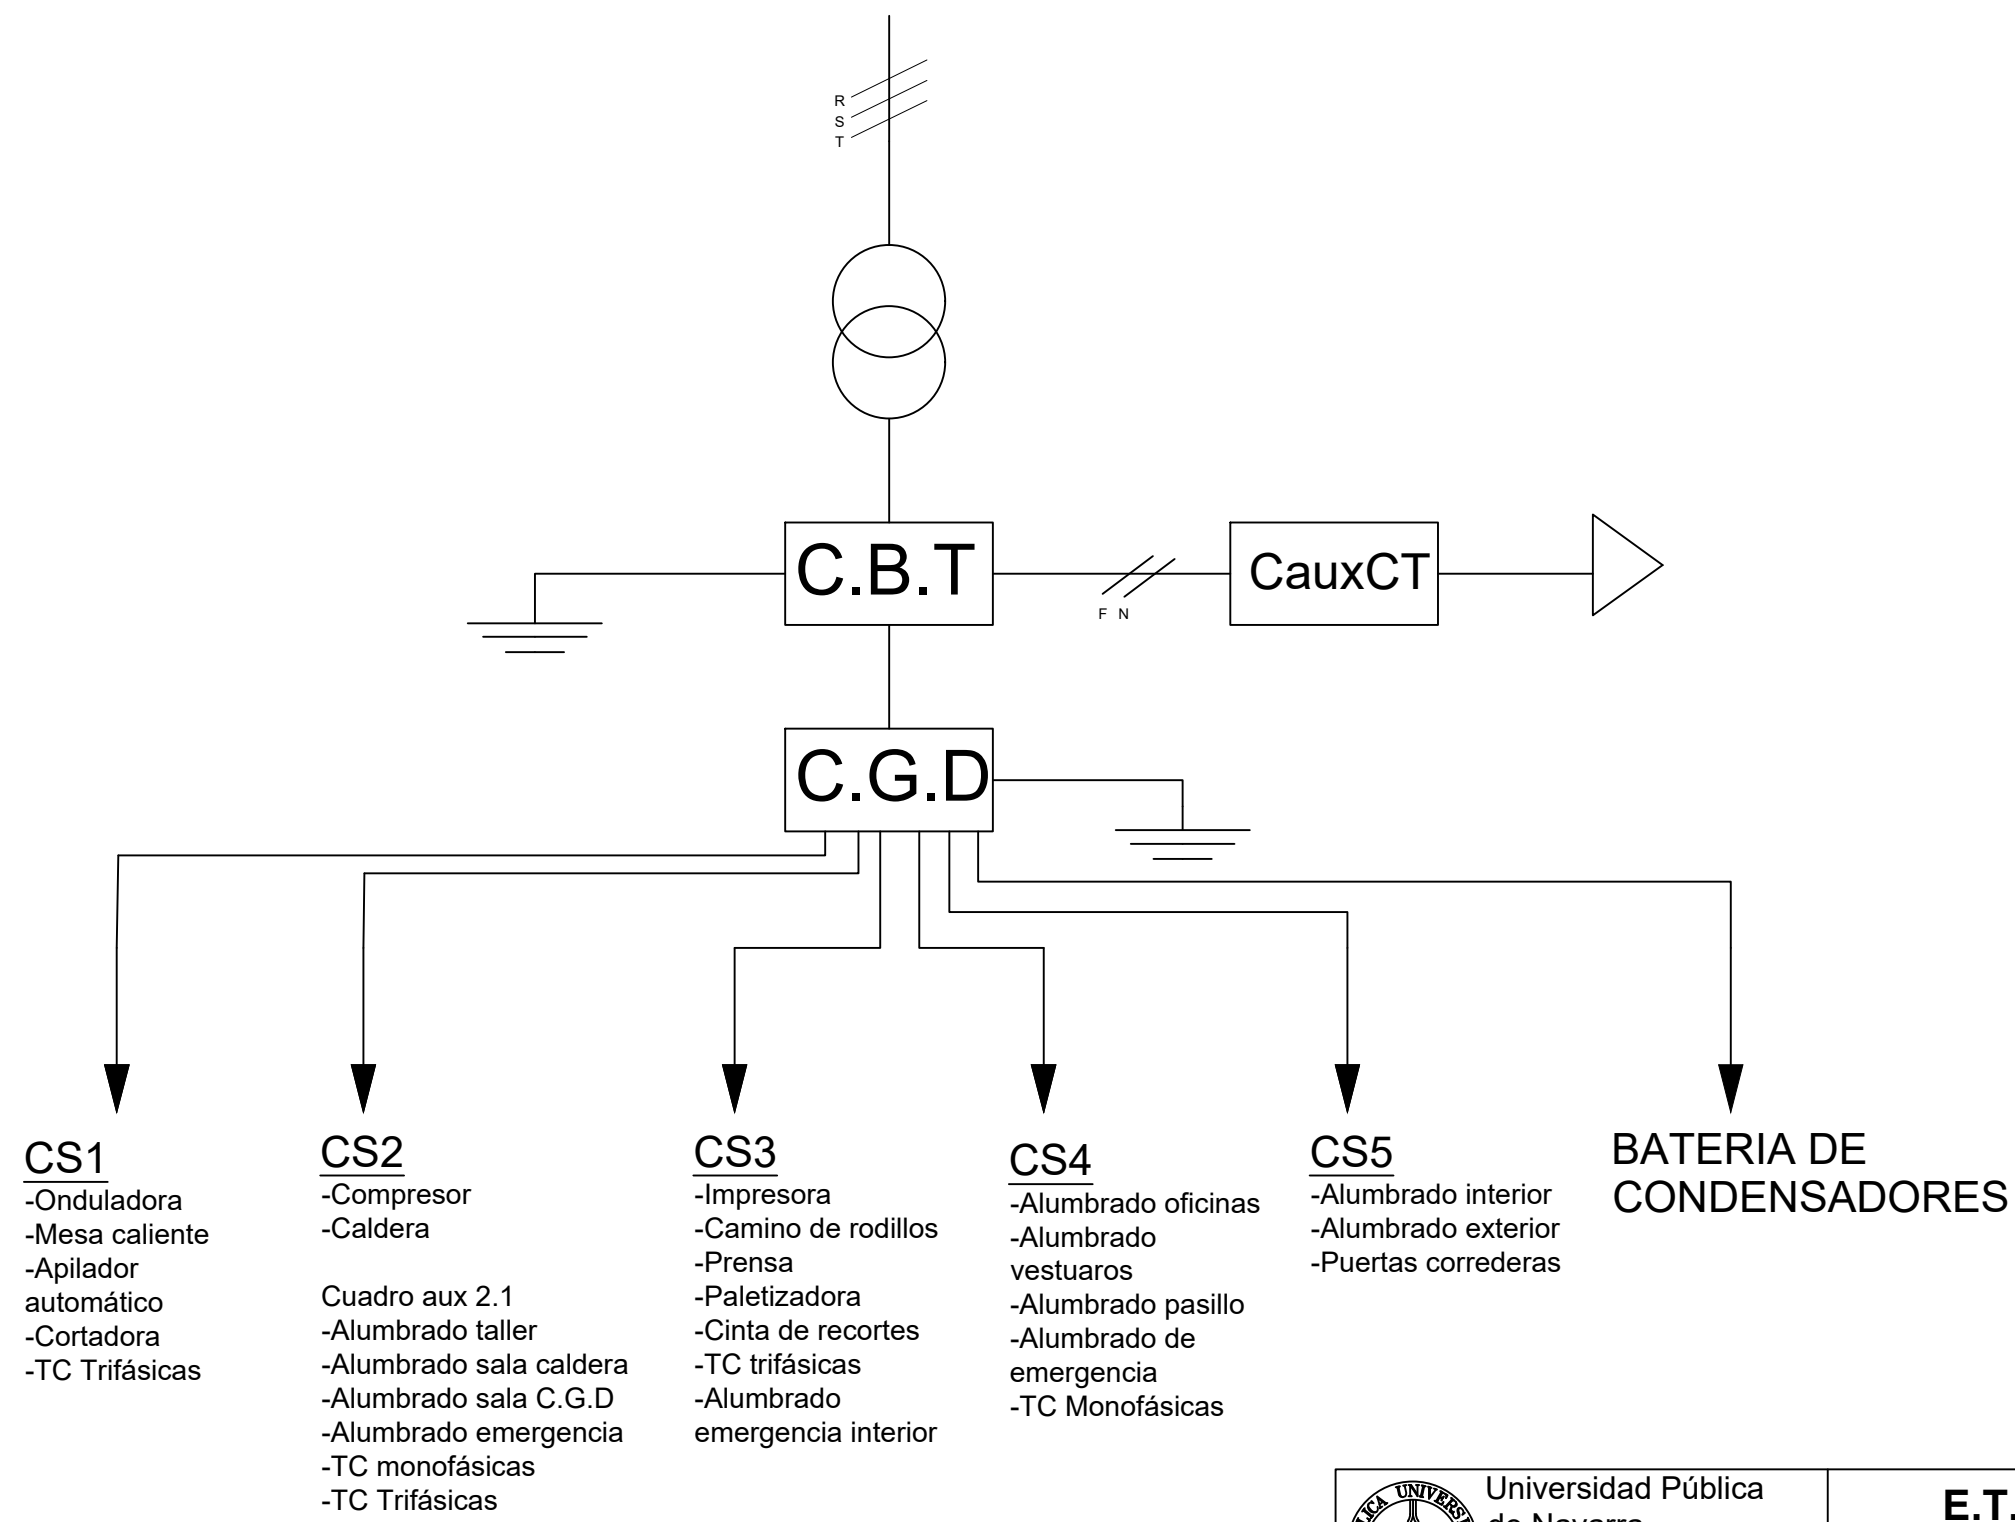 R
S
T
C.B.T
F N
CauxCT
C.G.D
CS1
-Onduladora
-Mesa caliente
-Apilador
automático
-Cortadora
-TC Trifásicas
CS2
-Compresor
-Caldera
Cuadro aux 2.1
-Alumbrado taller
-Alumbrado sala caldera
-Alumbrado sala C.G.D
-Alumbrado emergencia
-TC monofásicas
-TC Trifásicas
CS3
-Impresora
-Camino de rodillos
-Prensa
-Paletizadora
-Cinta de recortes
-TC trifásicas
-Alumbrado
emergencia interior
CS4
-Alumbrado oficinas
-Alumbrado
vestuaros
-Alumbrado pasillo
-Alumbrado de
emergencia
-TC Monofásicas
CS5
-Alumbrado interior
-Alumbrado exterior
-Puertas correderas
BATERIA DE
CONDENSADORES
Universidad Pública
de Navarra
E.T.